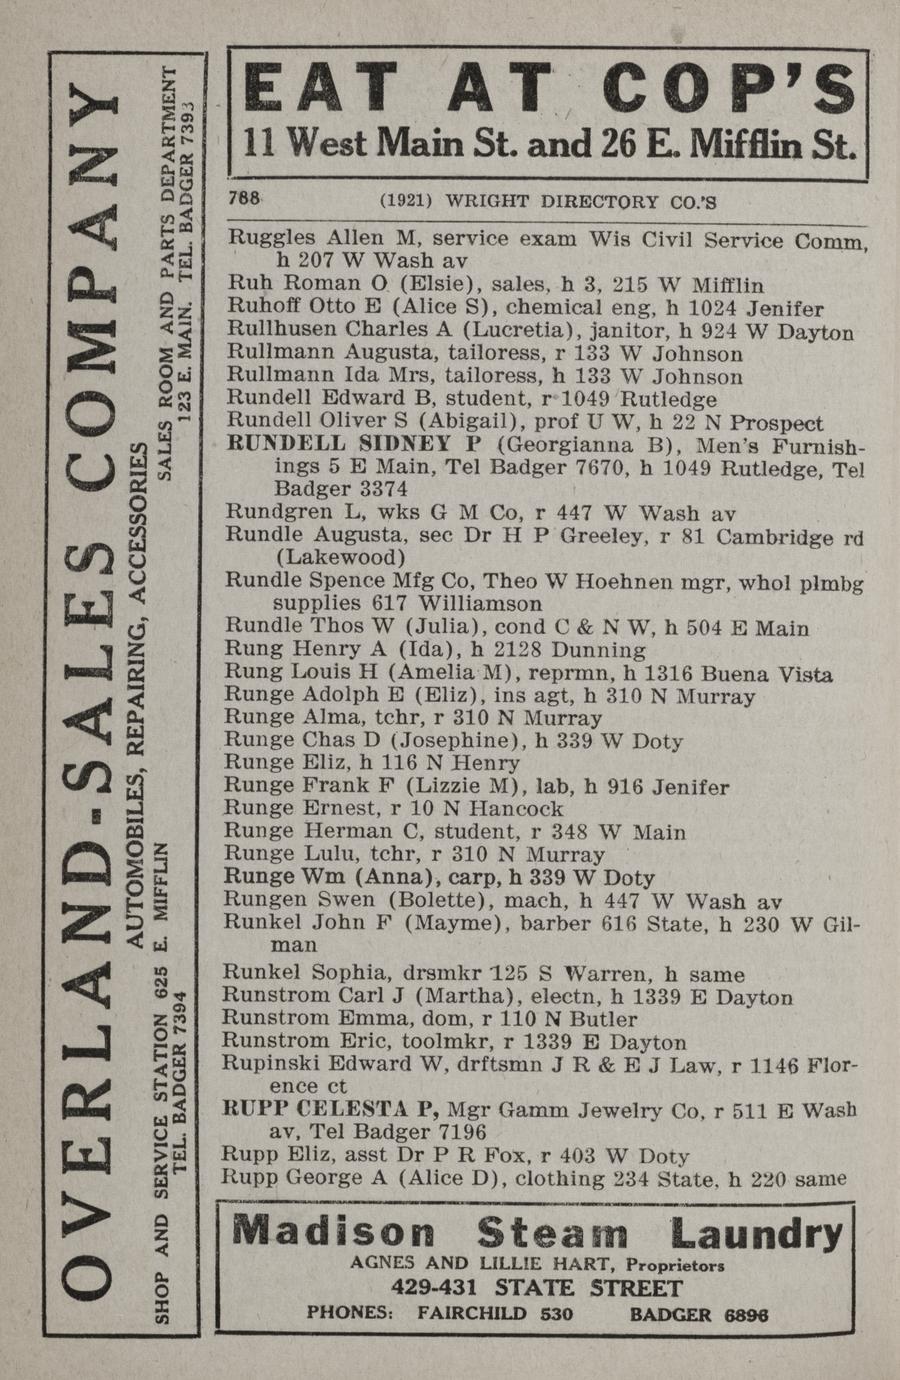 OVERLAND-SALES COMPANY
AUTOMOBILES, REPAIRING, ACCESSORIES
SHOP AND SERVICE STATION 625 E. MIFFLIN
TEL. BADGER 7394
SALES ROOM AND PARTS DEPARTMENT
123 E. MAIN. TEL. BADGER 7393
EAT AT COP'S
11 West Main St. and 26 E. Mifflin St.
788 (1921) WRIGHT DIRECTORY CO.'S
Ruggles Allen M, service exam Wis Civil Service Comm,
h 207 W Wash av
Ruh Roman O (Elsie), sales, h 3, 215 W Mifflin
Ruhoff Otto E (Alice S), chemical eng, h 1024 Jenifer
Rullhusen Charles A (Lucretia), janitor, h 924 W Dayton
Rullmann Augusta, tailoress, r 133 W Johnson
Rullmann Ida Mrs, tailoress, h 133 W Johnson
Rundell Edward B, student, r 1049 Rutledge
Rundell Oliver S (Abigail), prof U W, h 22 N Prospect
RUNDELL SIDNEY P (Georgianna B), Men's Furnish-
ings 5 E Main, Tel Badger 7670, h 1049 Rutledge, Tel
Badger 3374
Rundgren L, wks G M Co, r 447 W Wash av
Rundle Augusta, sec Dr H P Greeley, r 81 Cambridge rd
(Lakewood)
Rundle Spence Mfg Co, Theo W Hoehnen mgr, whol plmbg
supplies 617 Williamson
Rundle Thos W (Julia), cond C & N W, h 504 E Main
Rung Henry A (Ida), h 2128 Dunning
Rung Louis H (Amelia M), reprmn, h 1316 Buena Vista
Runge Adolph E (Eliz), ins agt, h 310 N Murray
Runge Alma, tchr, r 310 N Murray
Runge Chas D (Josephine), h 339 W Doty
Runge Eliz, h 116 N Henry
Runge Frank F (Lizzie M), lab, h 916 Jenifer
Runge Ernest, r 10 N Hancock
Runge Herman C, student, r 348 W Main
Runge Lulu, tchr, r 310 N Murray
Runge Wm (Anna), carp, h 339 W Doty
Rungen Swen (Bolette), mach, h 447 W Wash av
Runkel John F (Mayme), barber 616 State, h 230 W Gil-
man
Runkel Sophia, drsmkr 125 S Warren, h same
Runstrom Carl J (Martha), electn, h 1339 E Dayton
Runstrom Emma, dom, r 110 N Butler
Runstrom Eric, toolmkr, r 1339 E Dayton
Rupinski Edward W, drftsmn J R & E J Law, r 1146 Flor-
ence ct
RUPP CELESTA P, Mgr Gamm Jewelry Co, r 511 E Wash
av, Tel Badger 7196
Rupp Eliz, asst Dr P R Fox, r 403 W Doty
Rupp George A (Alice D), clothing 234 State, h 220 same
Madison Steam Laundry
AGNES AND LILLIE HART, Proprietors
429-431 STATE STREET
PHONES: FAIRCHILD 530 BADGER 6896